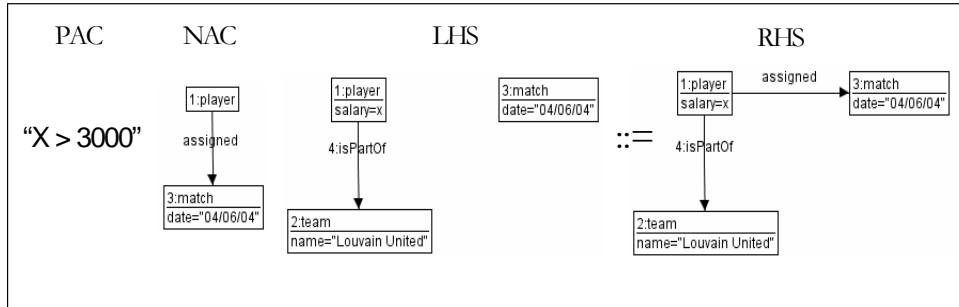 PAC NAC LHS RHS
"X > 3000"
1:player
assigned
3:match
date="04/06/04"
1:player
salary=x
4:isPartOf
2:team
name="Louvain United"
3:match
date="04/06/04"
::=
1:player
salary=x
assigned
3:match
date="04/06/04"
4:isPartOf
2:team
name="Louvain United"